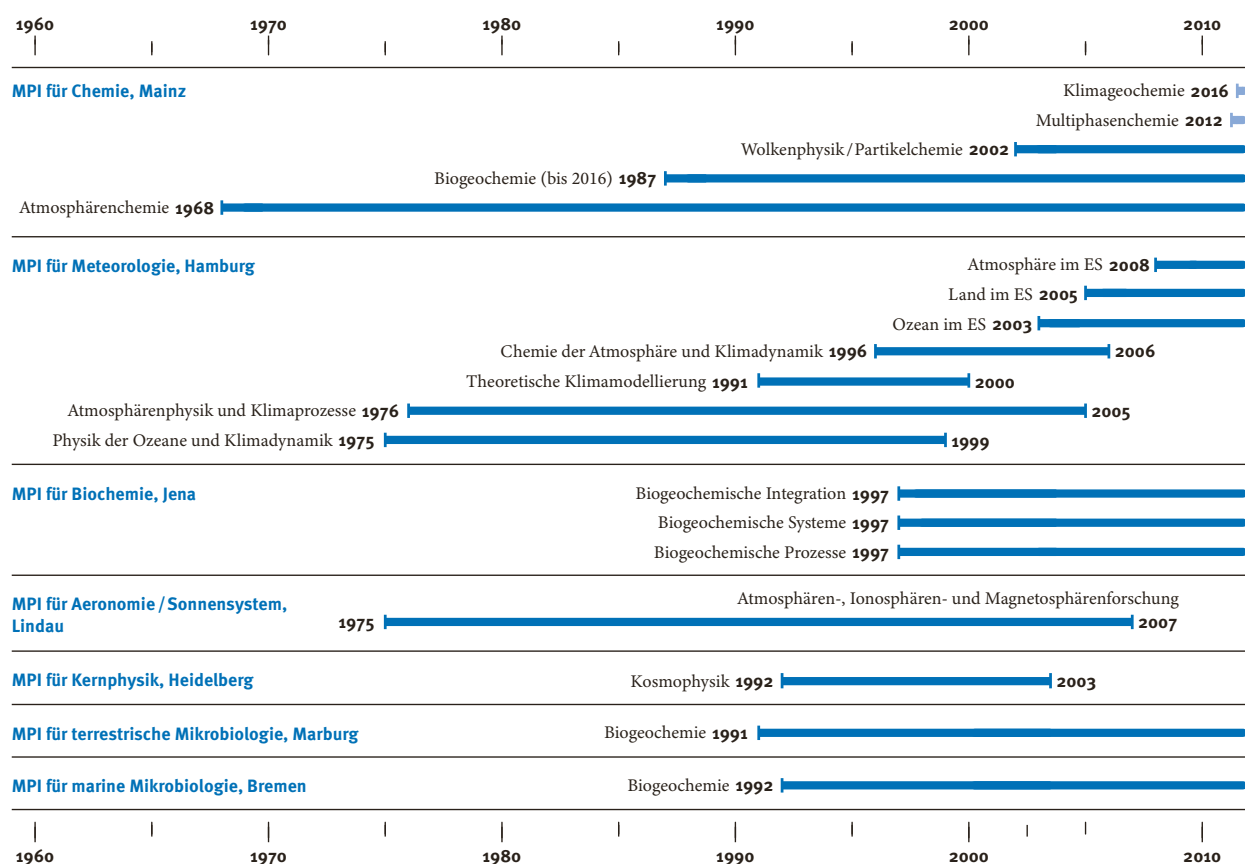 1960 1970 1980 1990 2000 2010
MPI für Chemie, Mainz
Klimageochemie 2016
Multiphasenchemie 2012
Wolkenphysik/Partikelchemie 2002
Biogeochemie (bis 2016) 1987
Atmosphärenchemie 1968
MPI für Meteorologie, Hamburg
Atmosphäre im ES 2008
Land im ES 2005
Ozean im ES 2003
Chemie der Atmosphäre und Klimadynamik 1996 2006
Theoretische Klimamodellierung 1991 2000
Atmosphärenphysik und Klimaprozesse 1976 2005
Physik der Ozeane und Klimadynamik 1975 1999
MPI für Biochemie, Jena
Biogeochemische Integration 1997
Biogeochemische Systeme 1997
Biogeochemische Prozesse 1997
MPI für Aeronomie/Sonnensystem,
Lindau
Atmosphären-, Ionosphären- und Magnetosphärenforschung
1975 2007
MPI für Kernphysik, Heidelberg
Kosmophysik 1992 2003
MPI für terrestrische Mikrobiologie, Marburg
Biogeochemie 1991
MPI für marine Mikrobiologie, Bremen
Biogeochemie 1992
1960 1970 1980 1990 2000 2010